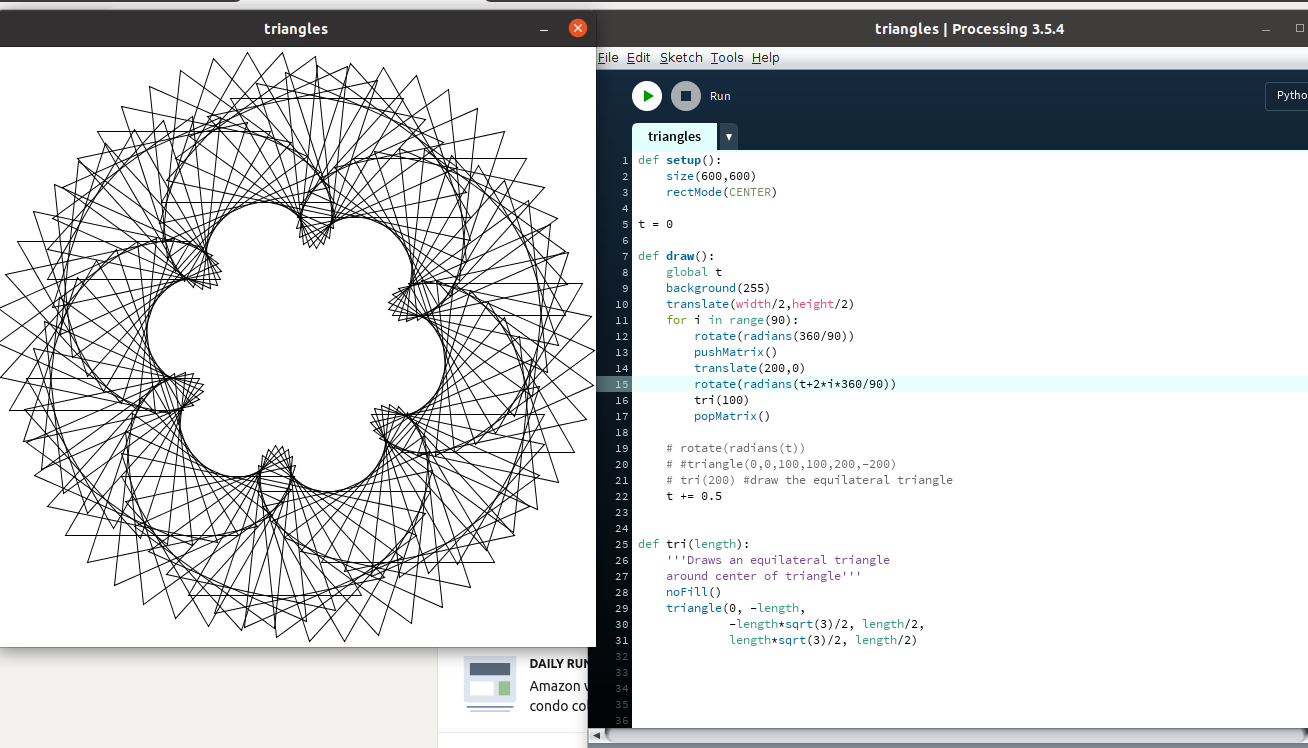 triangles
triangles | Processing 3.5.4
File Edit Sketch Tools Help
Run
triangles
1 def setup():
2     size(600,600)
3     rectMode(CENTER)
4
5 t = 0
6
7 def draw():
8     global t
9     background(255)
10     translate(width/2,height/2)
11     for i in range(90):
12         rotate(radians(360/90))
13         pushMatrix()
14         translate(200,0)
15         rotate(radians(t+2*i*360/90))
16         tri(100)
17         popMatrix()
18
19     # rotate(radians(t))
20     # #triangle(0,0,100,100,200,-200)
21     # tri(200) #draw the equilateral triangle
22     t += 0.5
23
24
25 def tri(length):
26     '''Draws an equilateral triangle
27     around center of triangle'''
28     noFill()
29     triangle(0, -length,
30              -length*sqrt(3)/2, length/2,
31              length*sqrt(3)/2, length/2)
32
33
34
35
36
DAILY RUN
Amazon
condo